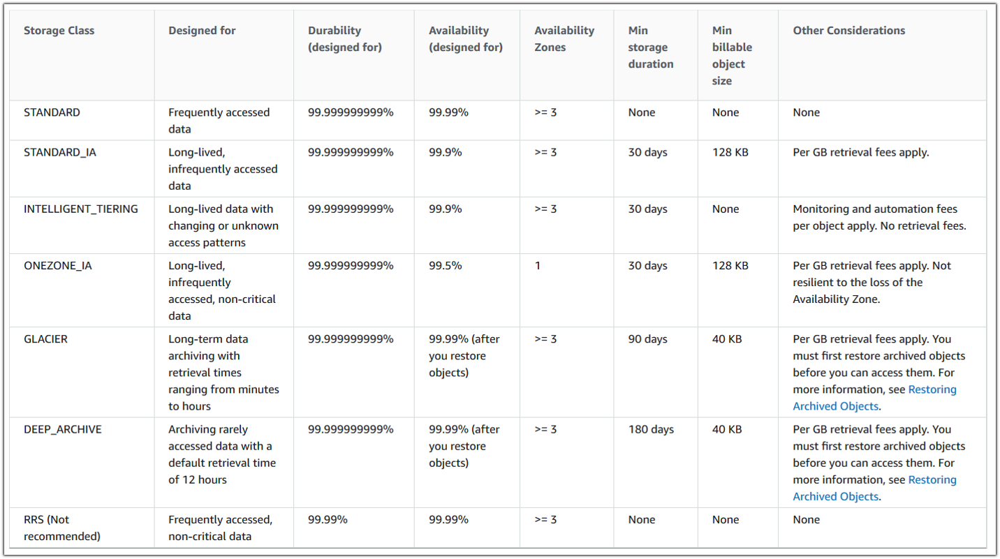 Storage Class
Designed for
Durability
(designed for)
Availability
(designed for)
Availability
Zones
Min
storage
duration
Min
billable
object
size
Other Considerations
STANDARD
Frequently accessed
data
99.999999999%
99.99%
>= 3
None
None
None
STANDARD_IA
Long-lived,
infrequently accessed
data
99.999999999%
99.9%
>= 3
30 days
128 KB
Per GB retrieval fees apply.
INTELLIGENT_TIERING
Long-lived data with
changing or unknown
access patterns
99.999999999%
99.9%
>= 3
30 days
None
Monitoring and automation fees
per object apply. No retrieval fees.
ONEZONE_IA
Long-lived,
infrequently
accessed, non-critical
data
99.999999999%
99.5%
1
30 days
128 KB
Per GB retrieval fees apply. Not
resilient to the loss of the
Availability Zone.
GLACIER
Long-term data
archiving with
retrieval times
ranging from minutes
to hours
99.999999999%
99.99% (after
you restore
objects)
>= 3
90 days
40 KB
Per GB retrieval fees apply. You
must first restore archived objects
before you can access them. For
more information, see Restoring
Archived Objects.
DEEP_ARCHIVE
Archiving rarely
accessed data with a
default retrieval time
of 12 hours
99.999999999%
99.99% (after
you restore
objects)
>= 3
180 days
40 KB
Per GB retrieval fees apply. You
must first restore archived objects
before you can access them. For
more information, see Restoring
Archived Objects.
RRS (Not
recommended)
Frequently accessed,
non-critical data
99.99%
99.99%
>= 3
None
None
None